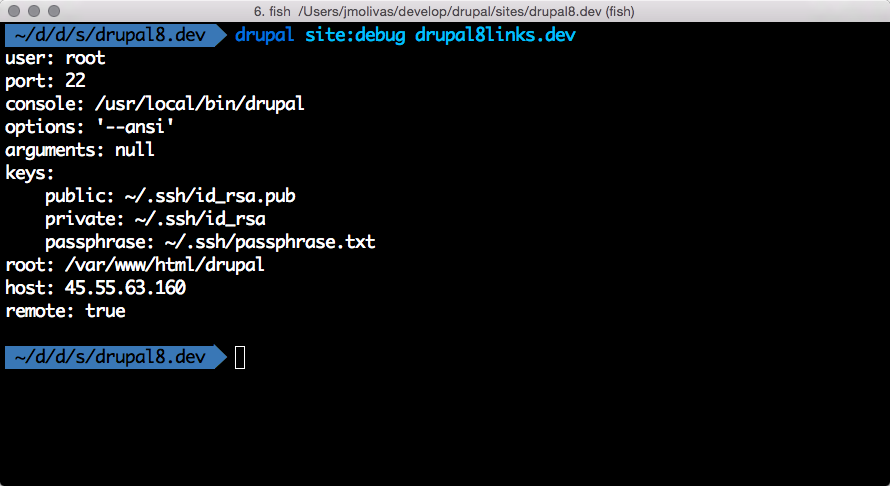 6. fish  /Users/jmolivas/develop/drupal/sites/drupal8.dev (fish)
~/d/d/s/drupal8.dev drupal site:debug drupal8links.dev
user: root
port: 22
console: /usr/local/bin/drupal
options: '--ansi'
arguments: null
keys:
    public: ~/.ssh/id_rsa.pub
    private: ~/.ssh/id_rsa
    passphrase: ~/.ssh/passphrase.txt
root: /var/www/html/drupal
host: 45.55.63.160
remote: true
~/d/d/s/drupal8.dev